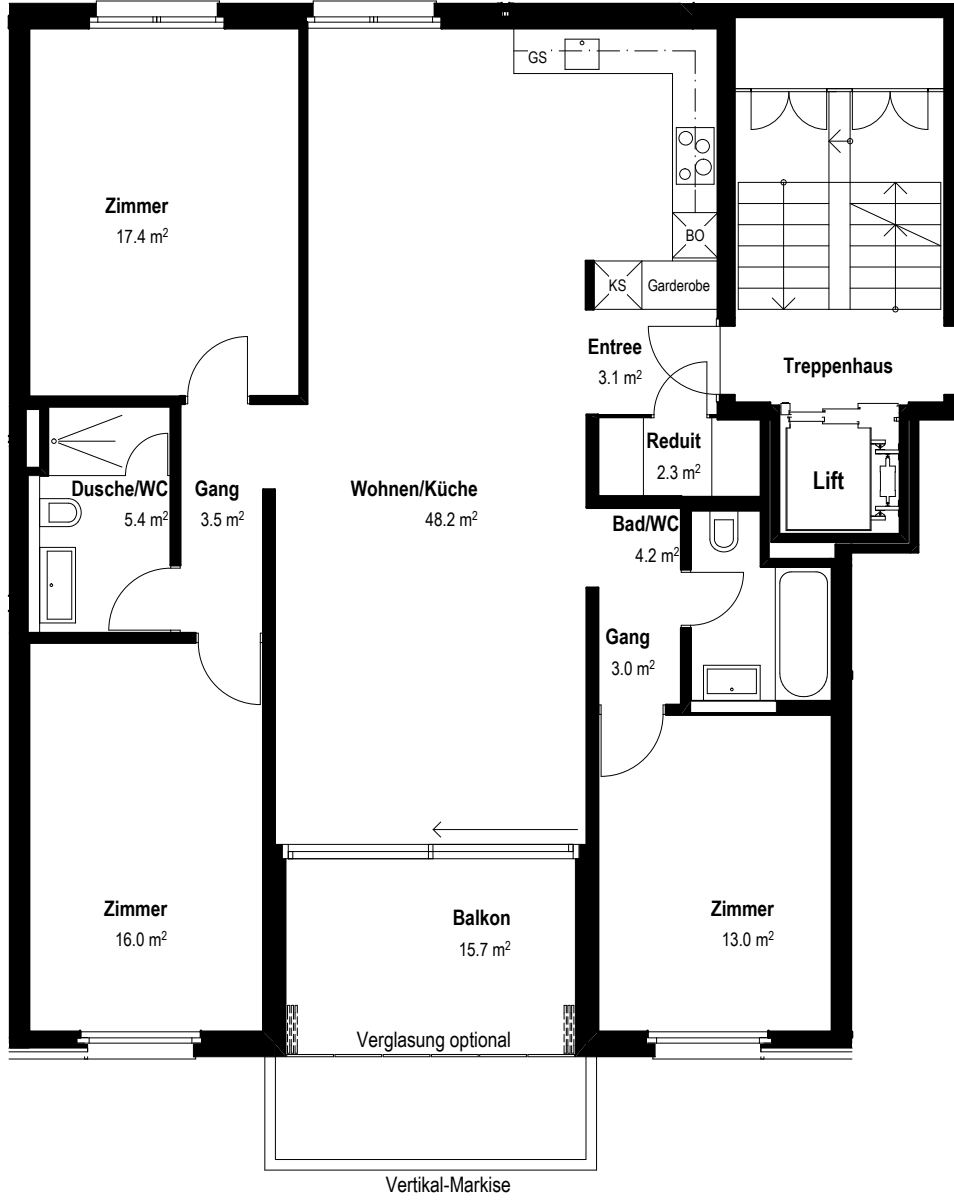 GS
Zimmer
17.4 m²
BO
KS
Garderobe
Entree
3.1 m²
Treppenhaus
Reduit
2.3 m²
Lift
Dusche/WC
5.4 m²
Gang
3.5 m²
Wohnen/Küche
48.2 m²
Bad/WC
4.2 m²
Gang
3.0 m²
Zimmer
16.0 m²
Balkon
15.7 m²
Zimmer
13.0 m²
Verglasung optional
Vertikal-Markise